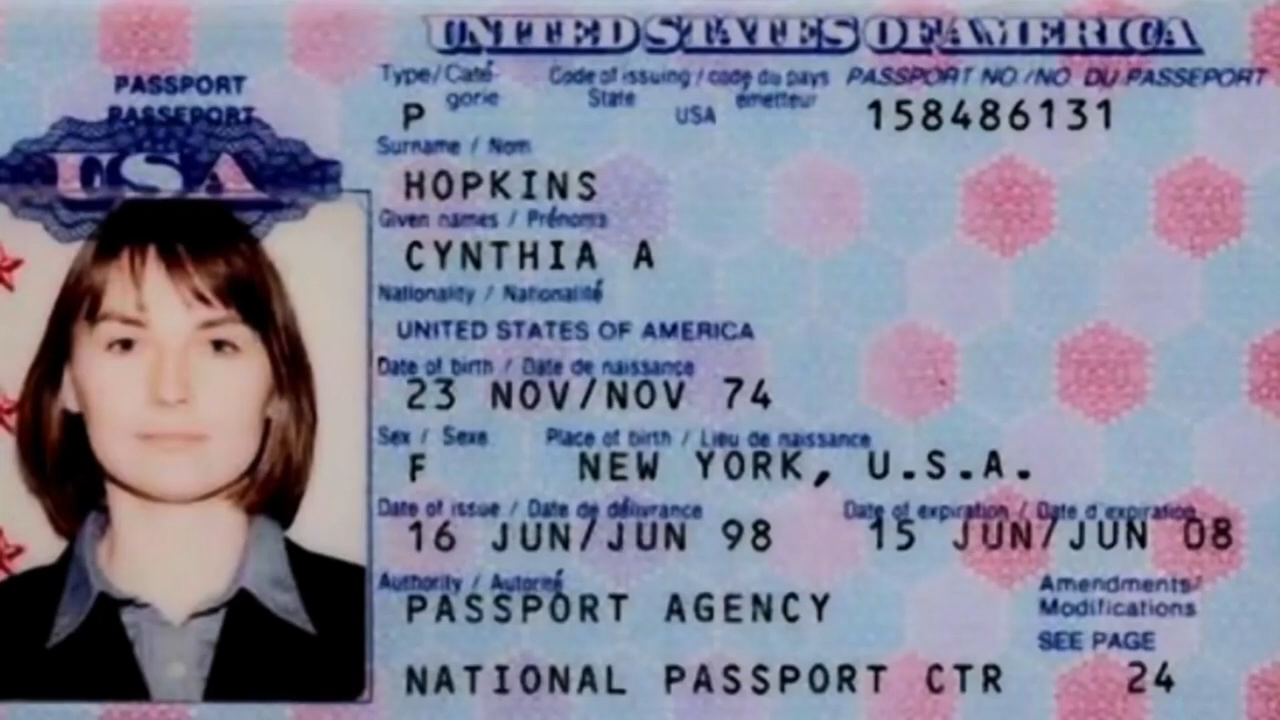 UNITED STATES OF AMERICA
PASSPORT
PASSEPORT
USA
Type/Caté-
gorie
Code of issuing / code du pays
State
émetteur
PASSPORT NO./NO. DU PASSEPORT
P
USA
158486131
Surname / Nom
HOPKINS
Given names / Prénoms
CYNTHIA A
Nationality / Nationalité
UNITED STATES OF AMERICA
Date of birth / Date de naissance
23 NOV/NOV 74
Sex / Sexe
Place of birth / Lieu de naissance
F
NEW YORK, U.S.A.
Date of issue / Date de délivrance
Date of expiration / Date d'expiration
16 JUN/JUN 98
15 JUN/JUN 08
Authority / Autorité
PASSPORT AGENCY
Amendments/
Modifications
SEE PAGE
NATIONAL PASSPORT CTR
24